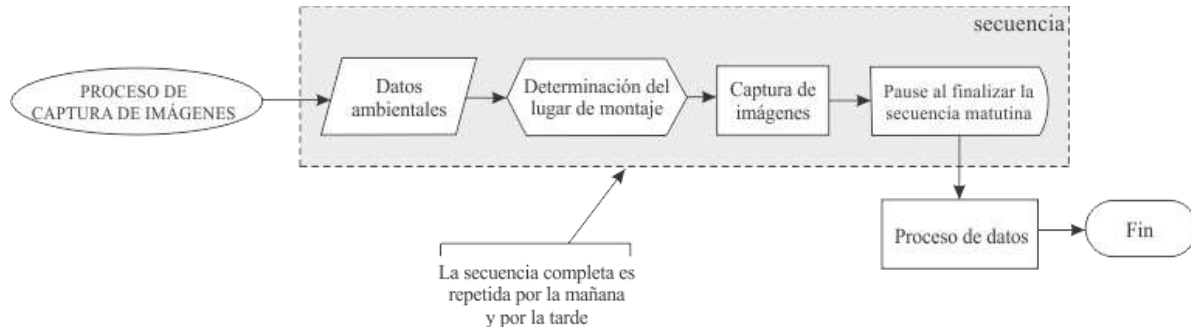 secuencia
PROCESO DE
CAPTURA DE IMÁGENES
Datos
ambientales
Determinación del
lugar de montaje
Captura de
imágenes
Pause al finalizar la
secuencia matutina
Proceso de datos
Fin
La secuencia completa es
repetida por la mañana
y por la tarde